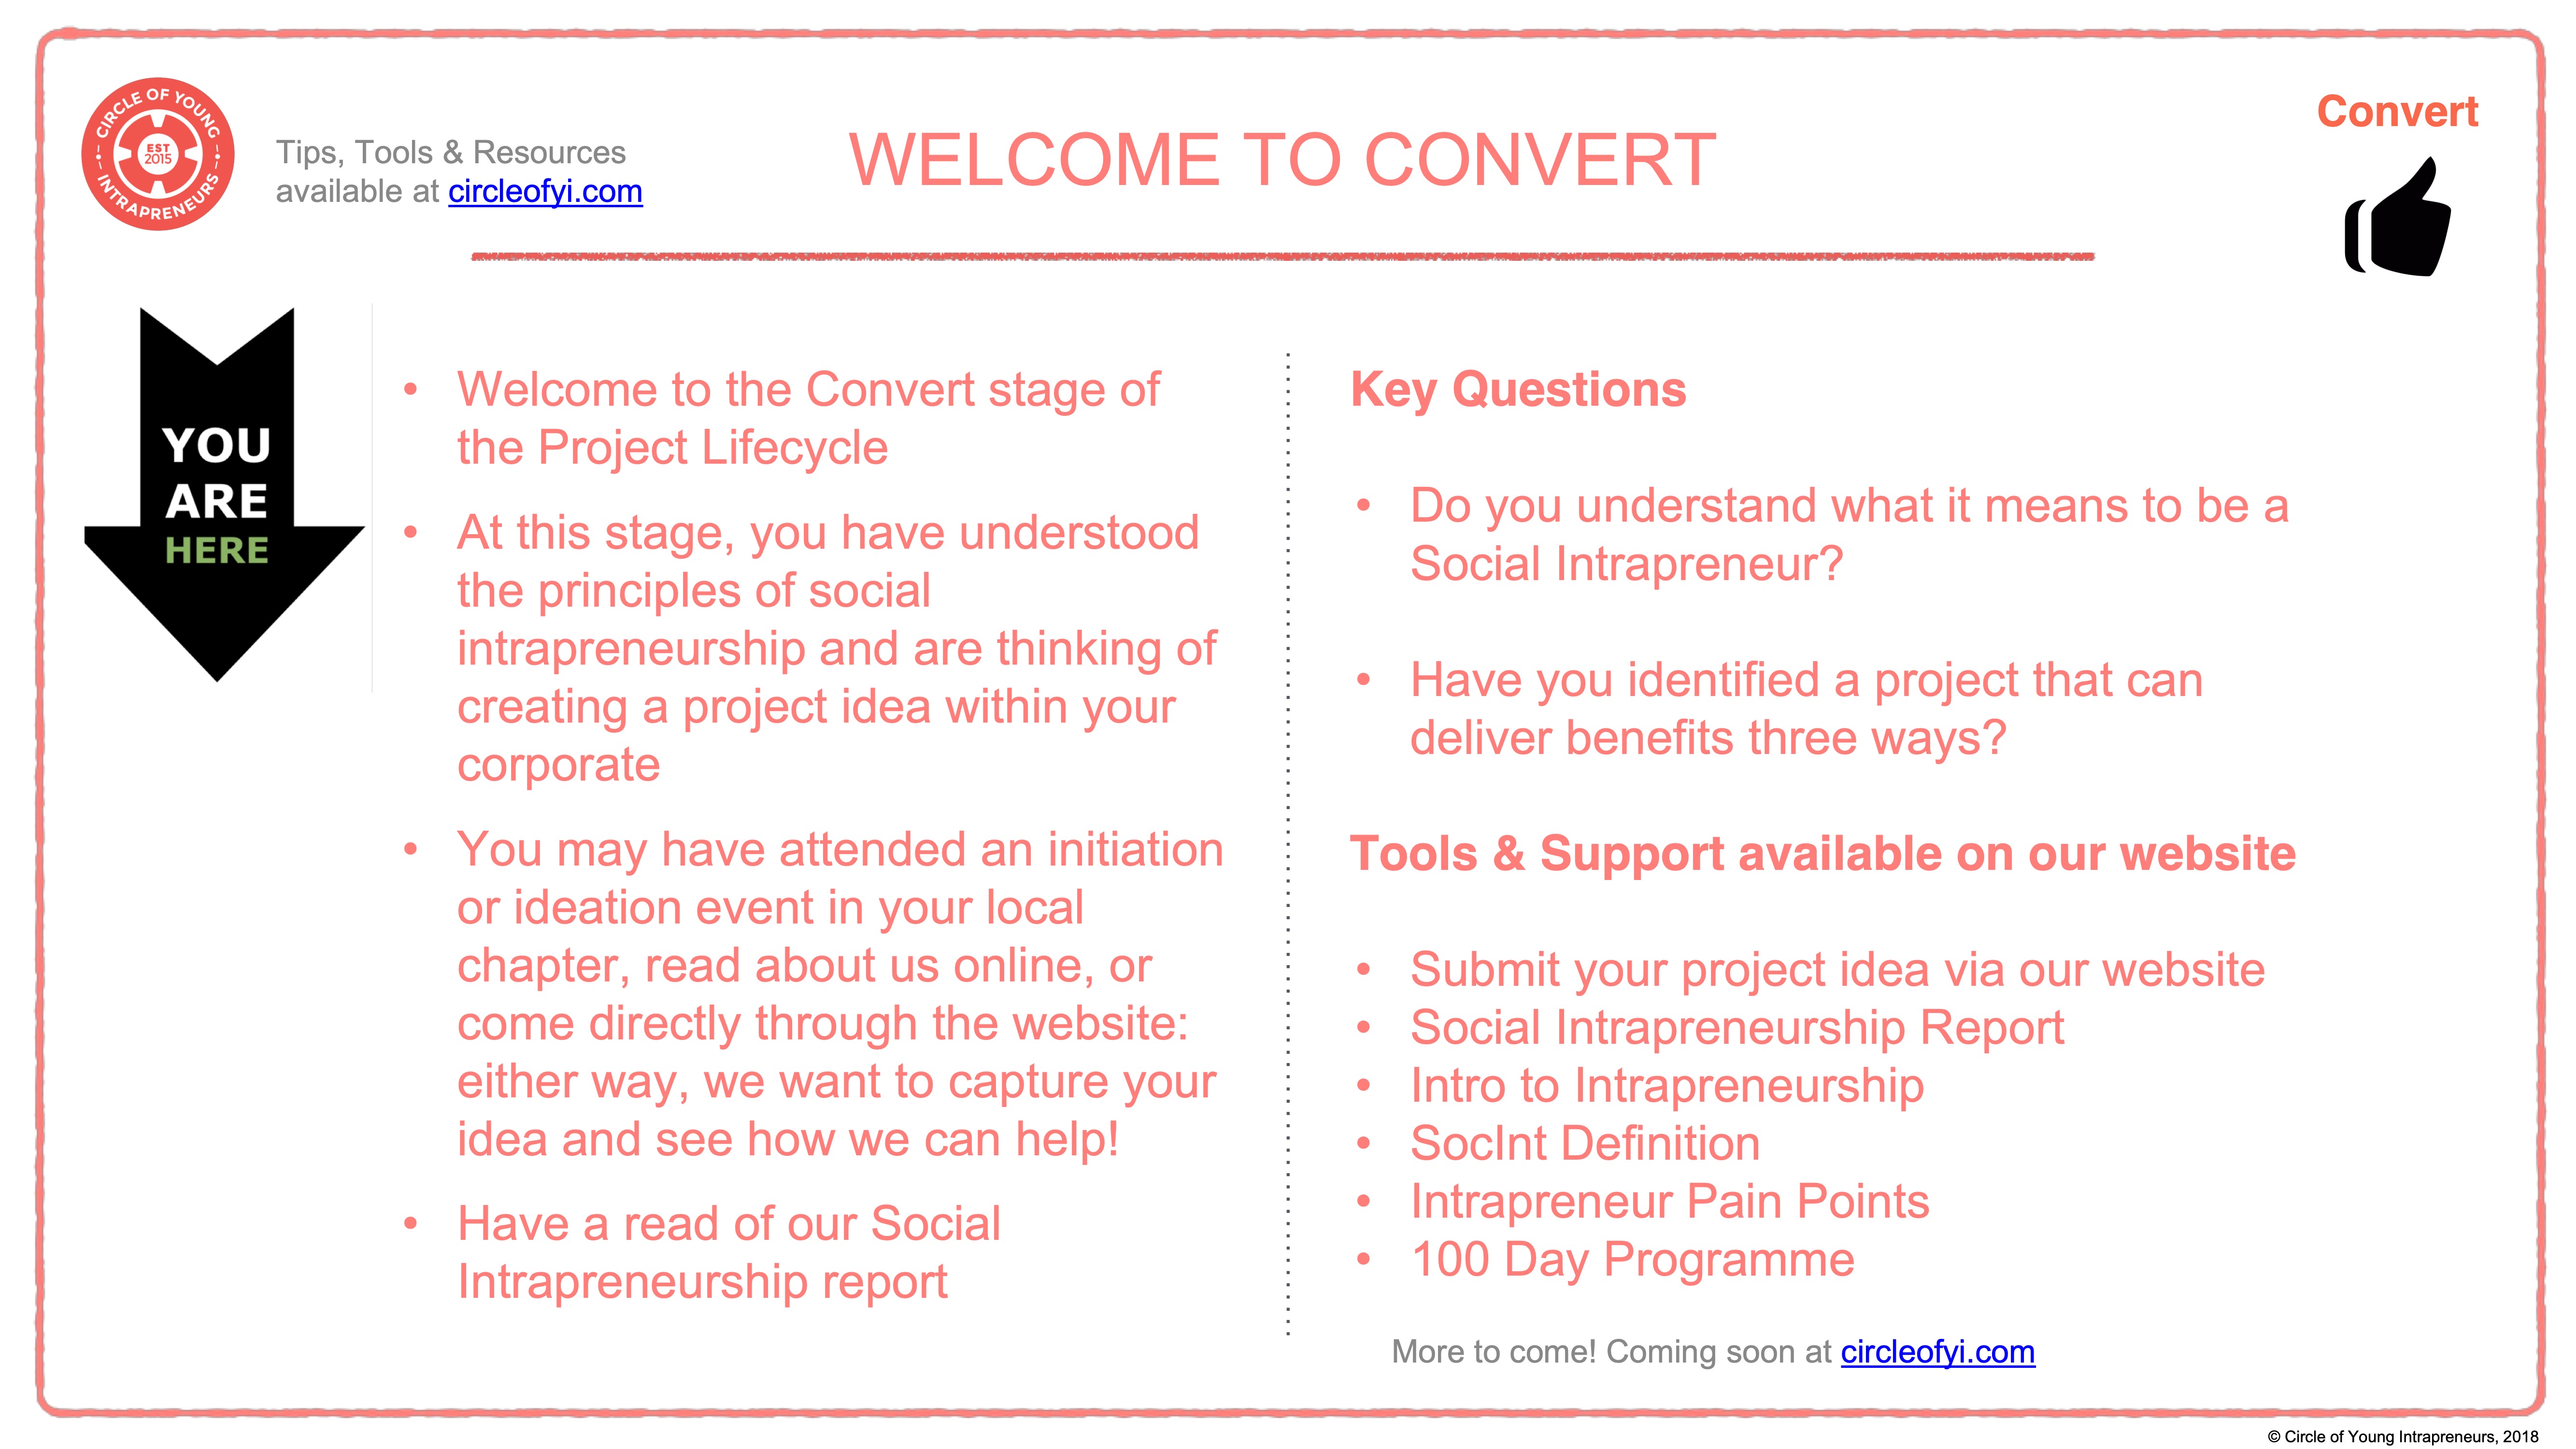 CIRCLE OF YOUNG
EST
2015
INTRAPRENEURS
Tips, Tools & Resources
available at circleofyi.com
WELCOME TO CONVERT
Convert
YOU
ARE
HERE
• Welcome to the Convert stage of
the Project Lifecycle
• At this stage, you have understood
the principles of social
intrapreneurship and are thinking of
creating a project idea within your
corporate
• You may have attended an initiation
or ideation event in your local
chapter, read about us online, or
come directly through the website:
either way, we want to capture your
idea and see how we can help!
• Have a read of our Social
Intrapreneurship report
Key Questions
• Do you understand what it means to be a
Social Intrapreneur?
• Have you identified a project that can
deliver benefits three ways?
Tools & Support available on our website
• Submit your project idea via our website
• Social Intrapreneurship Report
• Intro to Intrapreneurship
• SocInt Definition
• Intrapreneur Pain Points
• 100 Day Programme
More to come! Coming soon at circleofyi.com
© Circle of Young Intrapreneurs, 2018